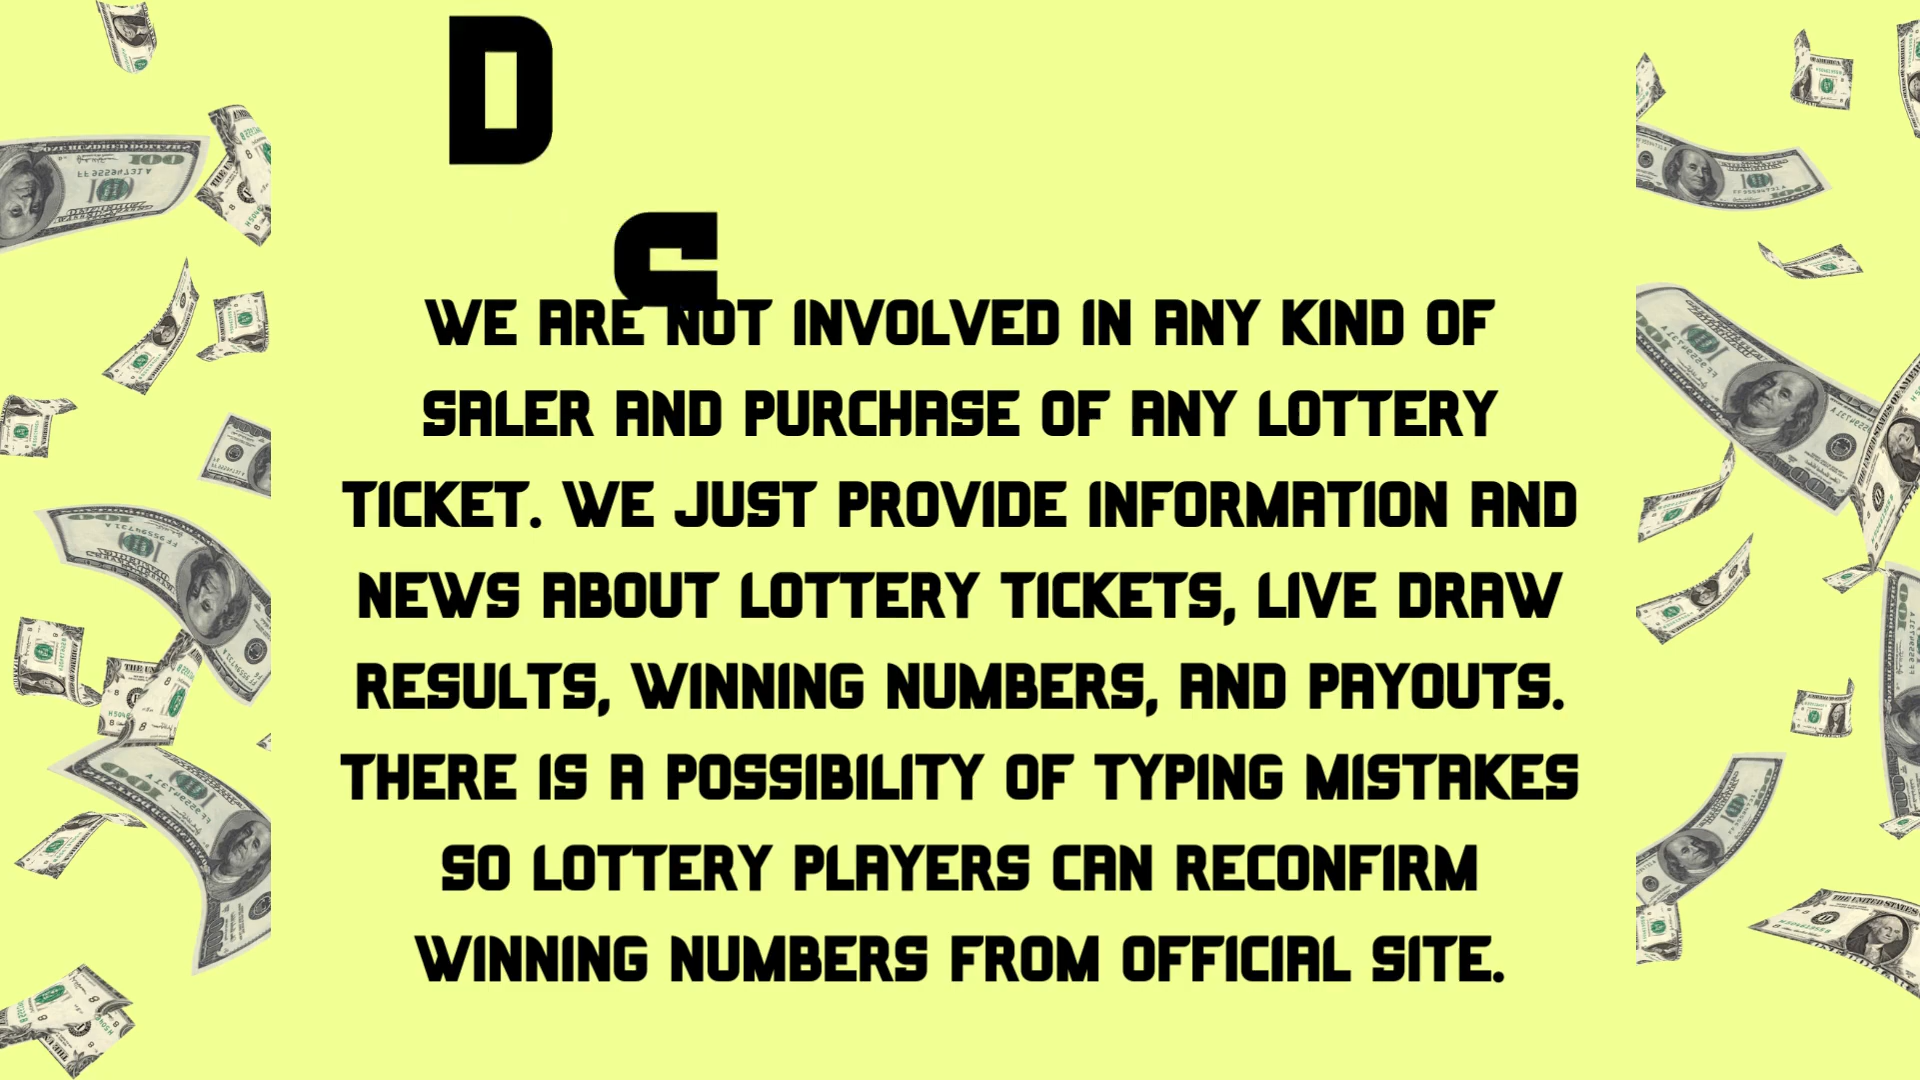 D
S
WE ARE NOT INVOLVED IN ANY KIND OF
SALER AND PURCHASE OF ANY LOTTERY
TICKET. WE JUST PROVIDE INFORMATION AND
NEWS ABOUT LOTTERY TICKETS, LIVE DRAW
RESULTS, WINNING NUMBERS, AND PAYOUTS.
THERE IS A POSSIBILITY OF TYPING MISTAKES
SO LOTTERY PLAYERS CAN RECONFIRM
WINNING NUMBERS FROM OFFICIAL SITE.